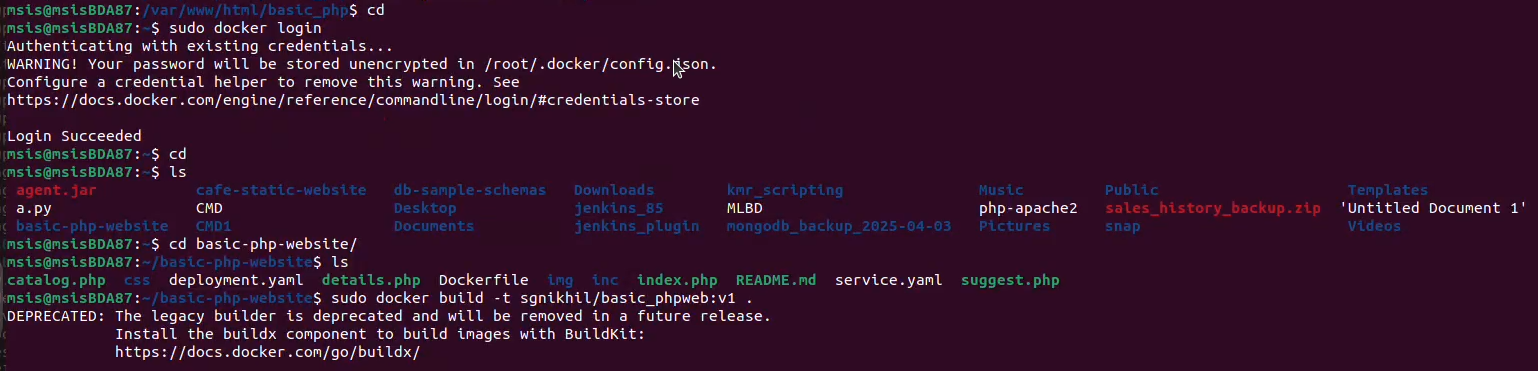 msis@msisBDA87:/var/www/html/basic_php$ cd
msis@msisBDA87:~$ sudo docker login
Authenticating with existing credentials...
WARNING! Your password will be stored unencrypted in /root/.docker/config.json.
Configure a credential helper to remove this warning. See
https://docs.docker.com/engine/reference/commandline/login/#credentials-store
Login Succeeded
msis@msisBDA87:~$ cd
msis@msisBDA87:~$ ls
agent.jar cafe-static-website db-sample-schemas Downloads kmr_scripting Music Public Templates
a.py CMD Desktop jenkins_85 MLBD php-apache2 sales_history_backup.zip 'Untitled Document 1'
basic-php-website CMD1 Documents jenkins_plugin mongodb_backup_2025-04-03 Pictures snap Videos
msis@msisBDA87:~$ cd basic-php-website/
msis@msisBDA87:~/basic-php-website$ ls
catalog.php css deployment.yaml details.php Dockerfile img inc index.php README.md service.yaml suggest.php
msis@msisBDA87:~/basic-php-website$ sudo docker build -t sgnikhil/basic_phpweb:v1 .
DEPRECATED: The legacy builder is deprecated and will be removed in a future release.
Install the buildx component to build images with BuildKit:
https://docs.docker.com/go/buildx/